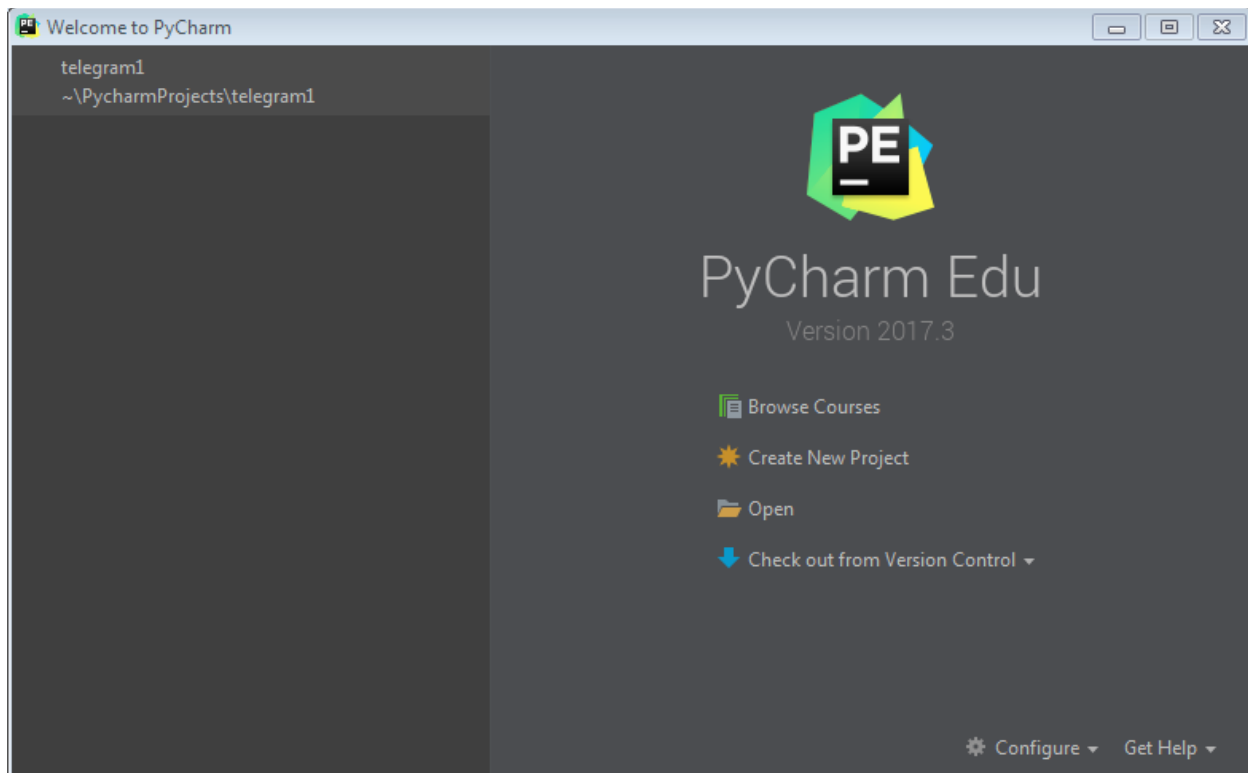 Welcome to PyCharm
telegram1
~\PycharmProjects\telegram1
PE
PyCharm Edu
Version 2017.3
Browse Courses
Create New Project
Open
Check out from Version Control
Configure
Get Help